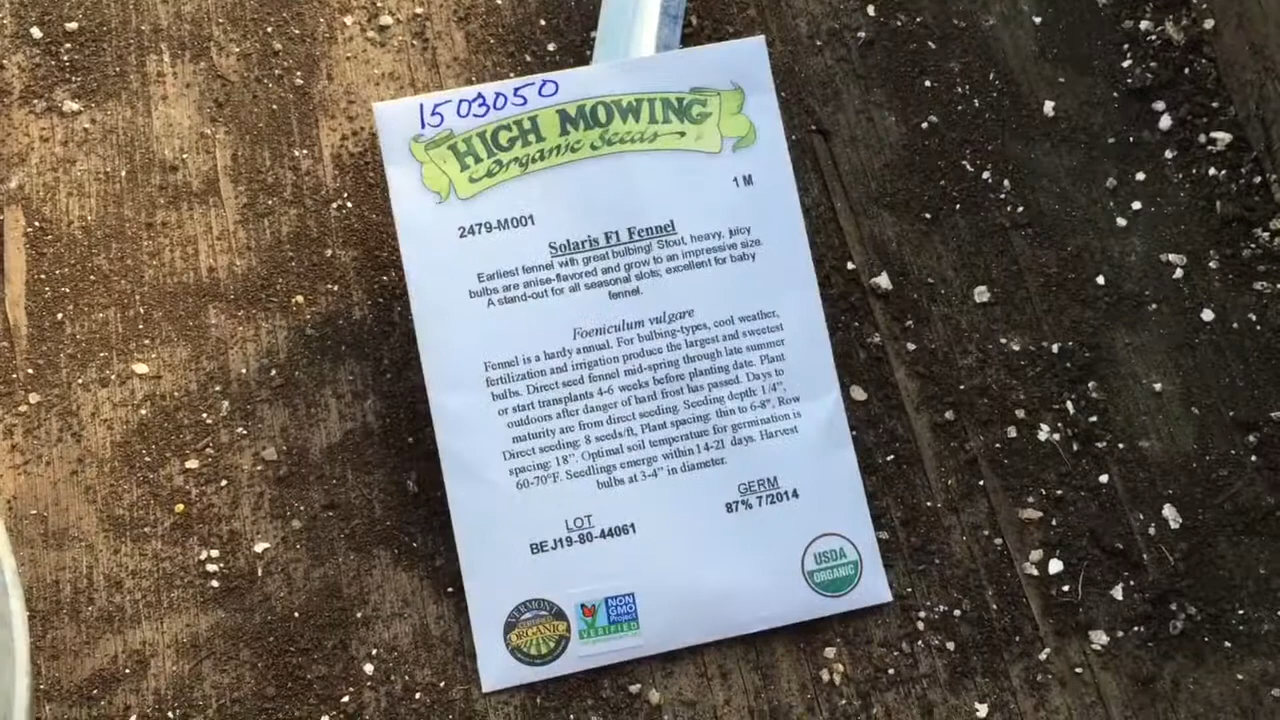 1503050
HIGH MOWING
Organic Seeds
1 M
2479-M001
Solaris F1 Fennel
Earliest fennel with great bulbing! Stout, heavy, juicy
bulbs are anise-flavored and grow to an impressive size.
A stand-out for all seasonal slots; excellent for baby
fennel.
Foeniculum vulgare
Fennel is a hardy annual. For bulbing-types, cool weather,
fertilization and irrigation produce the largest and sweetest
bulbs. Direct seed fennel mid-spring through late summer
or start transplants 4-6 weeks before planting date. Plant
outdoors after danger of hard frost has passed. Days to
maturity are from direct seeding. Seeding depth: 1/4",
Direct seeding: 8 seeds/ft, Plant spacing: thin to 6-8", Row
spacing: 18". Optimal soil temperature for germination is
60-70°F. Seedlings emerge within 14-21 days. Harvest
bulbs at 3-4" in diameter.
LOT
BEJ19-80-44061
GERM
87% 7/2014
USDA
ORGANIC
VERMONT
CERTIFIED
ORGANIC
NON
GMO
Project
VERIFIED